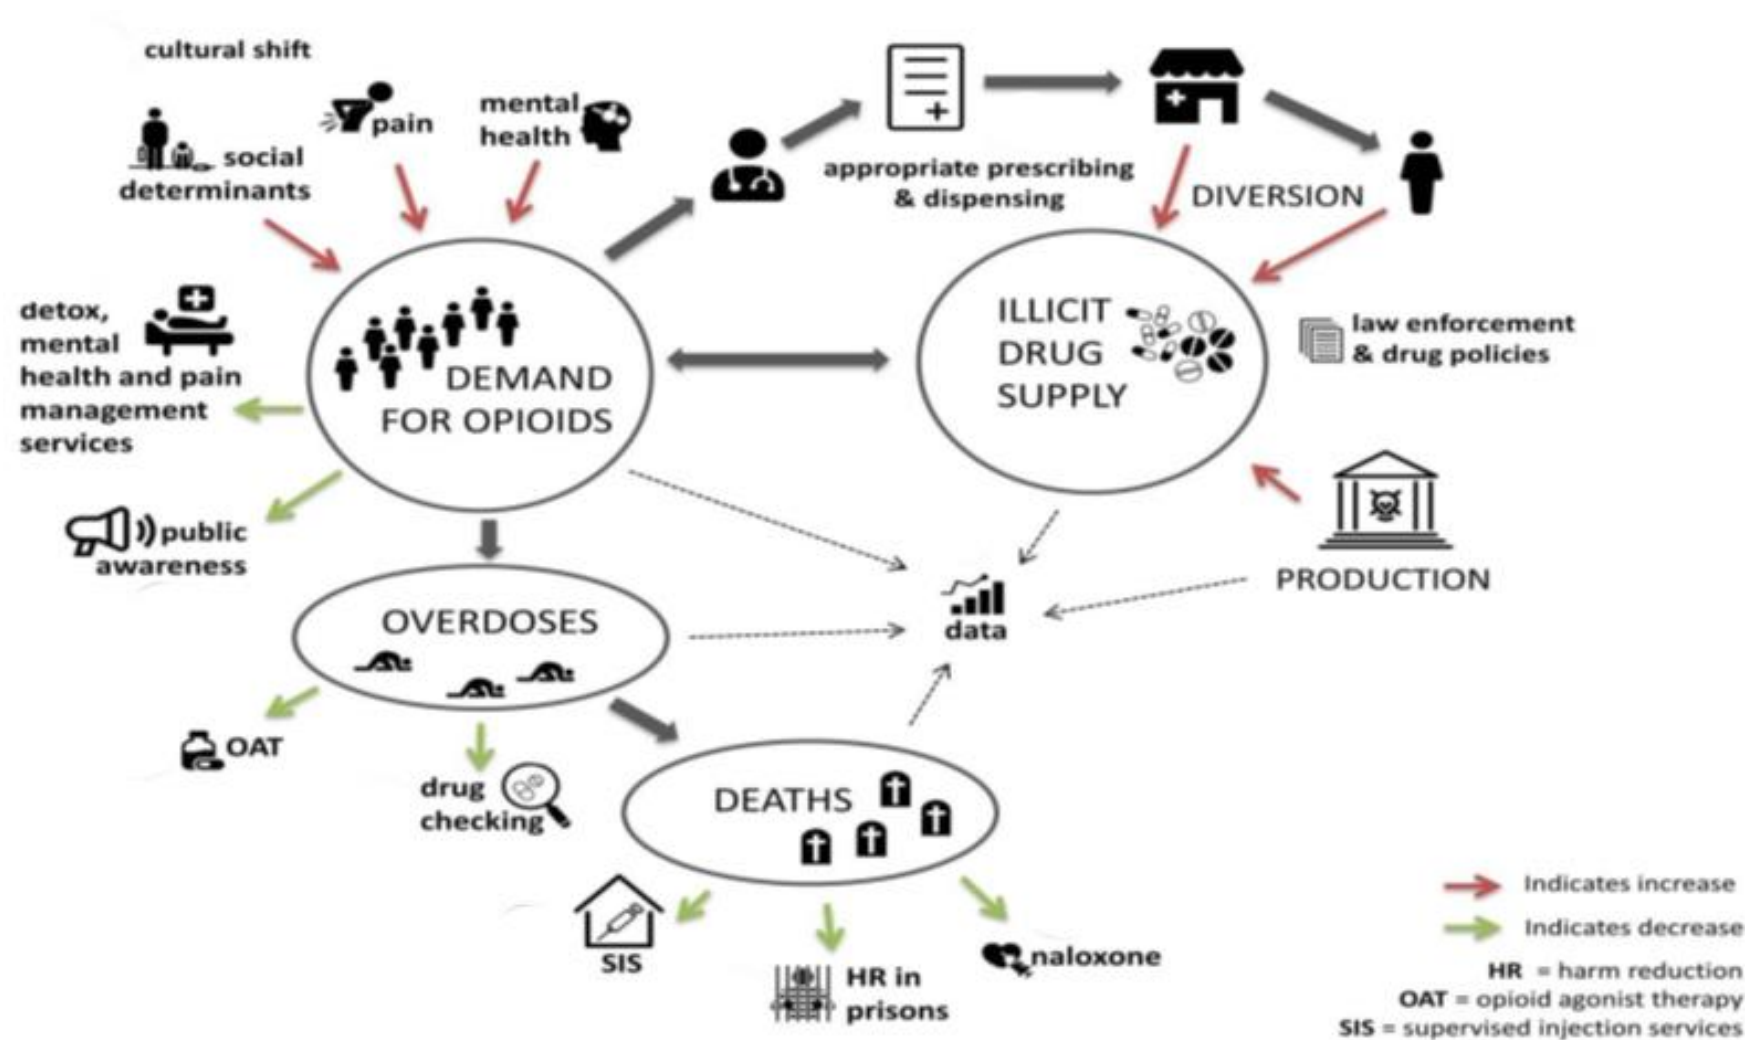 cultural shift
pain
mental
health
social
determinants
appropriate prescribing
& dispensing
DIVERSION
detox,
mental
health and pain
management
services
DEMAND
FOR OPIOIDS
ILLICIT
DRUG
SUPPLY
law enforcement
& drug policies
public
awareness
PRODUCTION
data
OVERDOSES
OAT
drug
checking
DEATHS
SIS
HR in
prisons
naloxone
Indicates increase
Indicates decrease
HR = harm reduction
OAT = opioid agonist therapy
SIS = supervised injection services